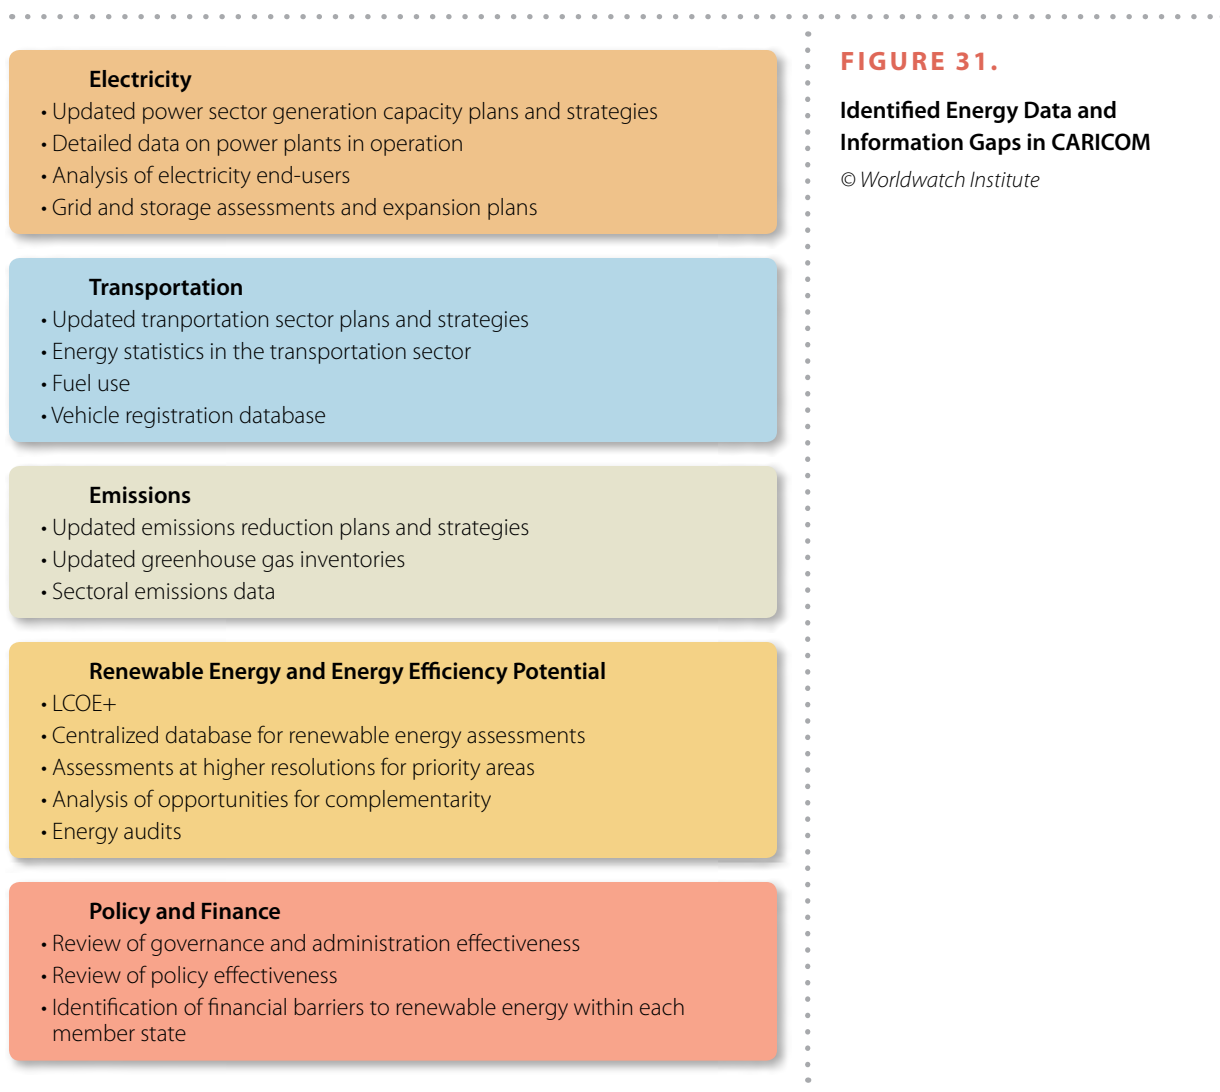 Electricity
• Updated power sector generation capacity plans and strategies
• Detailed data on power plants in operation
• Analysis of electricity end-users
• Grid and storage assessments and expansion plans
Transportation
• Updated tranportation sector plans and strategies
• Energy statistics in the transportation sector
• Fuel use
• Vehicle registration database
Emissions
• Updated emissions reduction plans and strategies
• Updated greenhouse gas inventories
• Sectoral emissions data
Renewable Energy and Energy Efficiency Potential
• LCOE+
• Centralized database for renewable energy assessments
• Assessments at higher resolutions for priority areas
• Analysis of opportunities for complementarity
• Energy audits
Policy and Finance
• Review of governance and administration effectiveness
• Review of policy effectiveness
• Identification of financial barriers to renewable energy within each
member state
FIGURE 31.
Identified Energy Data and
Information Gaps in CARICOM
© Worldwatch Institute